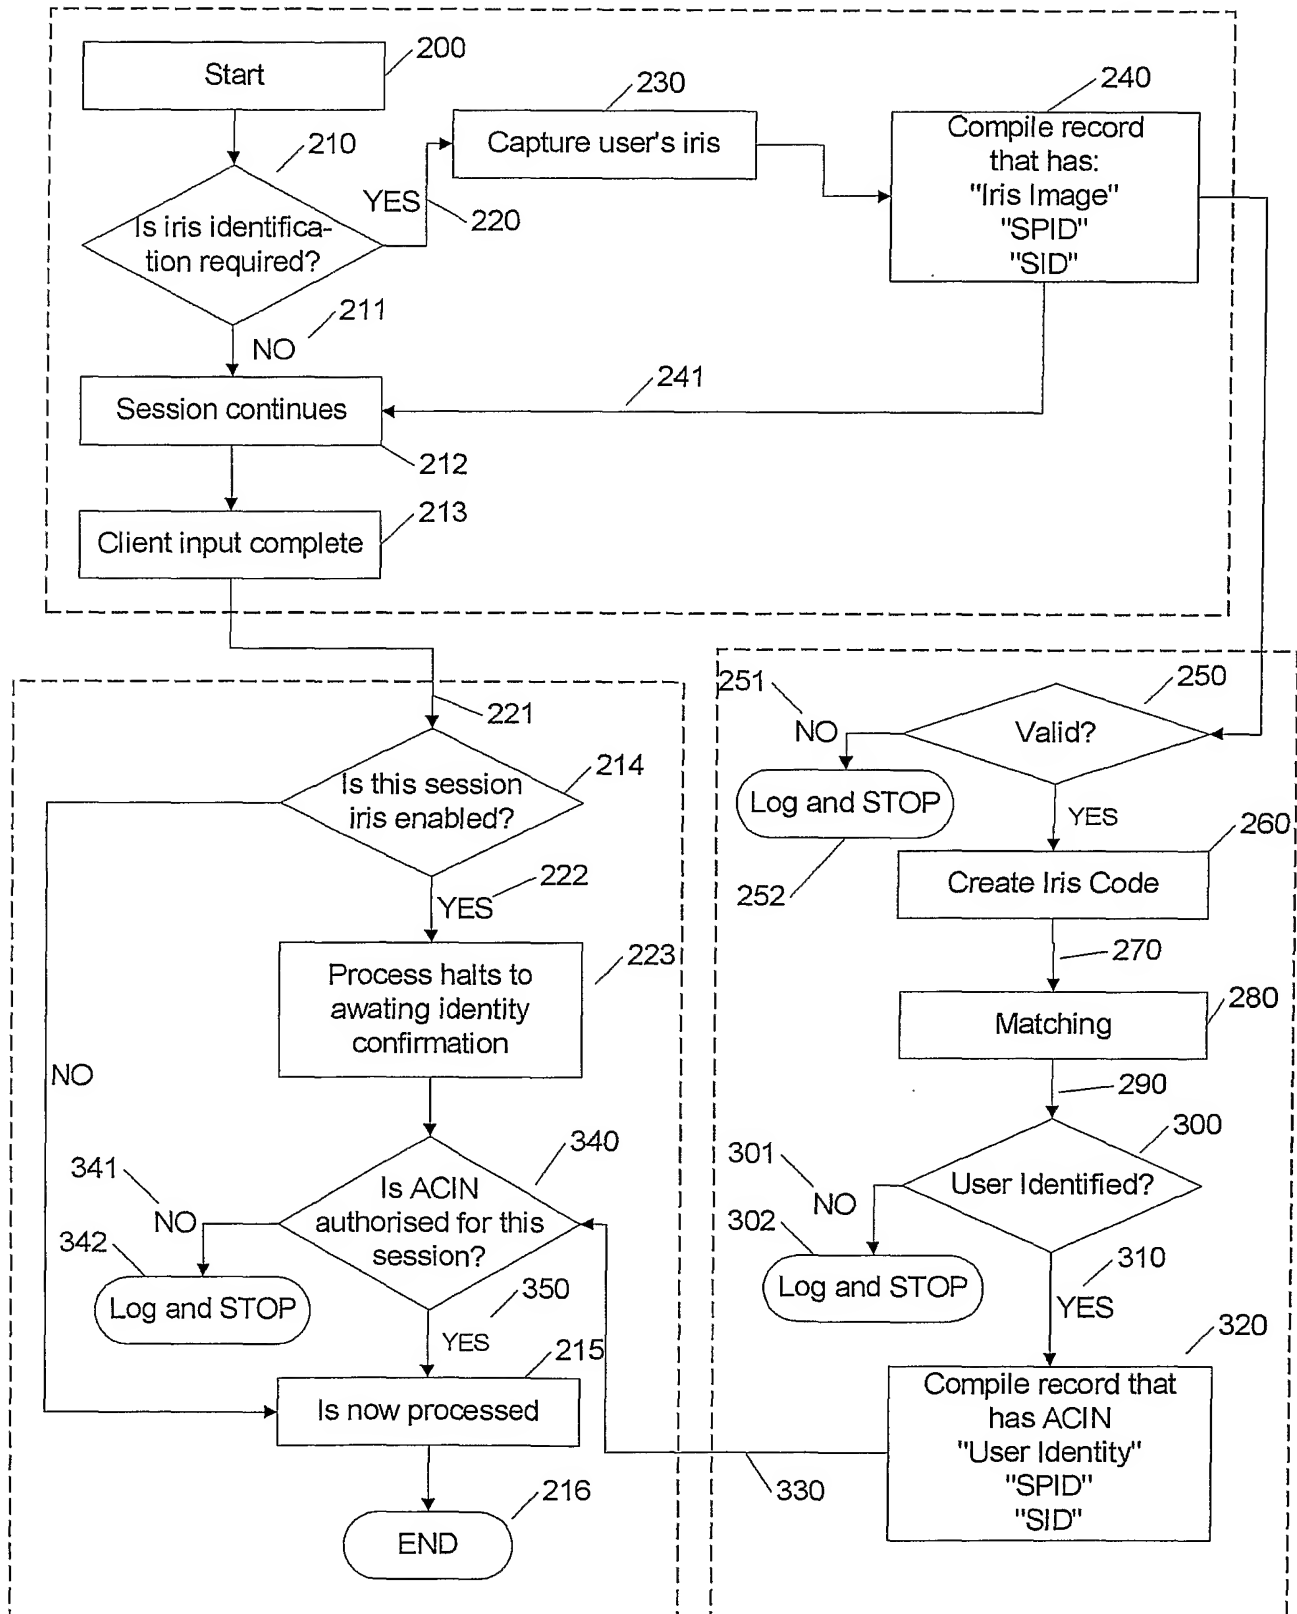 200
Start
230
240
210
Capture user's iris
Compile record
that has:
"Iris Image"
"SPID"
"SID"
YES
220
Is iris identifica-
tion required?
211
NO
241
Session continues
212
213
Client input complete
221
251
250
NO
Valid?
214
Is this session
iris enabled?
Log and STOP
YES
260
252
Create Iris Code
222
YES
270
223
Process halts to
awating identity
confirmation
280
Matching
NO
290
300
340
301
341
Is ACIN
authorised for this
session?
User Identified?
NO
NO
302
342
310
Log and STOP
Log and STOP
350
YES
YES
320
215
Compile record that
has ACIN
"User Identity"
"SPID"
"SID"
Is now processed
330
216
END